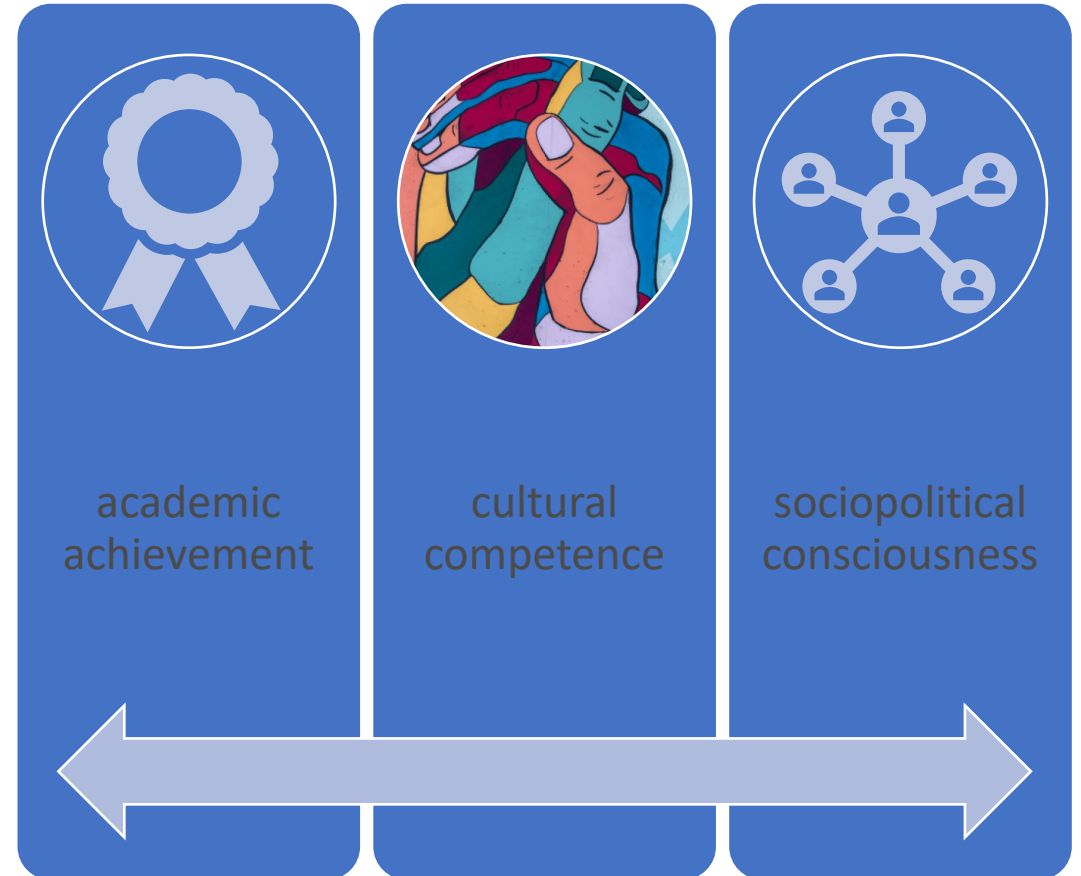 academic
achievement
cultural
competence
sociopolitical
consciousness